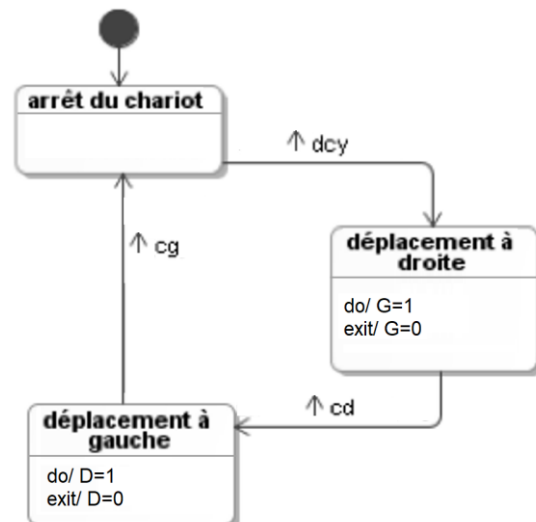 arrêt du chariot
↑ dcy
déplacement à
droite
do/ G=1
exit/ G=0
↑ cg
↑ cd
déplacement à
gauche
do/ D=1
exit/ D=0